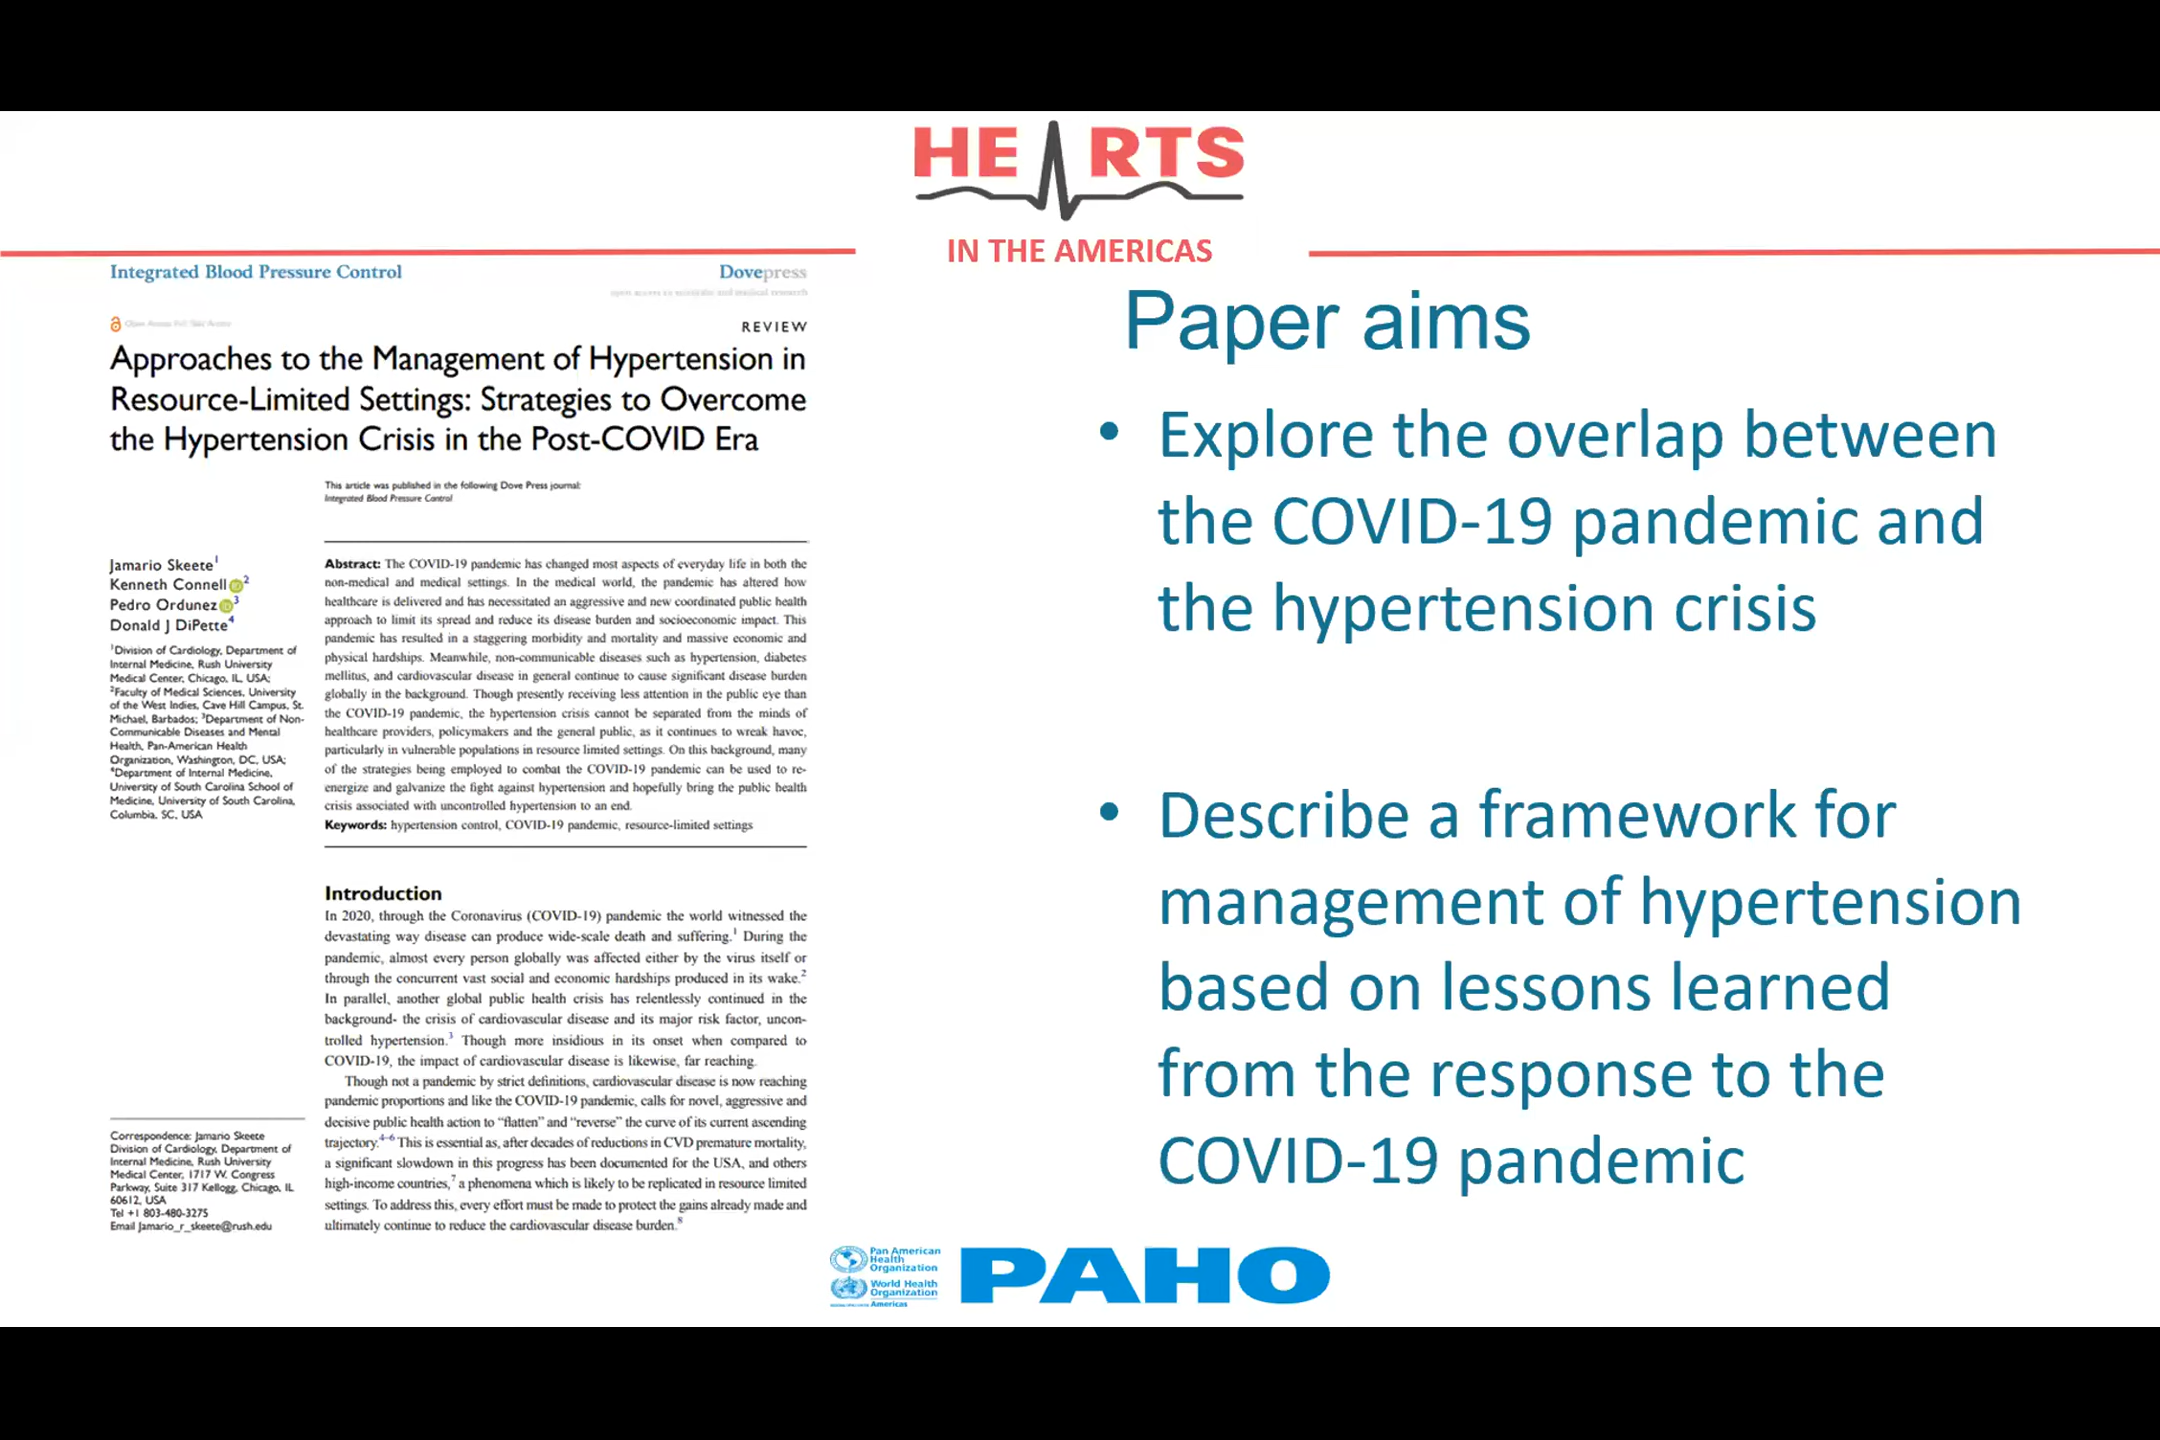 HEARTS
IN THE AMERICAS
Integrated Blood Pressure Control
Dovepress
open access to scientific and medical research
Open Access Full Text Article
REVIEW
Approaches to the Management of Hypertension in
Resource-Limited Settings: Strategies to Overcome
the Hypertension Crisis in the Post-COVID Era
This article was published in the following Dove Press journal:
Integrated Blood Pressure Control
Jamario Skeete1
Kenneth Connell 2
Pedro Ordunez 3
Donald J DiPette4
1Division of Cardiology, Department of
Internal Medicine, Rush University
Medical Center, Chicago, IL, USA;
2Faculty of Medical Sciences, University
of the West Indies, Cave Hill Campus, St.
Michael, Barbados; 3Department of Non-
Communicable Diseases and Mental
Health, Pan-American Health
Organization, Washington, DC, USA;
4Department of Internal Medicine,
University of South Carolina School of
Medicine, University of South Carolina,
Columbia, SC, USA
Correspondence: Jamario Skeete
Division of Cardiology, Department of
Internal Medicine, Rush University
Medical Center, 1717 W. Congress
Parkway, Suite 317 Kellogg, Chicago, IL
60612, USA
Tel +1 803-480-3275
Email Jamario_r_skeete@rush.edu
Abstract: The COVID-19 pandemic has changed most aspects of everyday life in both the
non-medical and medical settings. In the medical world, the pandemic has altered how
healthcare is delivered and has necessitated an aggressive and new coordinated public health
approach to limit its spread and reduce its disease burden and socioeconomic impact. This
pandemic has resulted in a staggering morbidity and mortality and massive economic and
physical hardships. Meanwhile, non-communicable diseases such as hypertension, diabetes
mellitus, and cardiovascular disease in general continue to cause significant disease burden
globally in the background. Though presently receiving less attention in the public eye than
the COVID-19 pandemic, the hypertension crisis cannot be separated from the minds of
healthcare providers, policymakers and the general public, as it continues to wreak havoc,
particularly in vulnerable populations in resource limited settings. On this background, many
of the strategies being employed to combat the COVID-19 pandemic can be used to re-
energize and galvanize the fight against hypertension and hopefully bring the public health
crisis associated with uncontrolled hypertension to an end.
Keywords: hypertension control, COVID-19 pandemic, resource-limited settings
Introduction
In 2020, through the Coronavirus (COVID-19) pandemic the world witnessed the
devastating way disease can produce wide-scale death and suffering.1 During the
pandemic, almost every person globally was affected either by the virus itself or
through the concurrent vast social and economic hardships produced in its wake.2
In parallel, another global public health crisis has relentlessly continued in the
background- the crisis of cardiovascular disease and its major risk factor, uncon-
trolled hypertension.3 Though more insidious in its onset when compared to
COVID-19, the impact of cardiovascular disease is likewise, far reaching.
Though not a pandemic by strict definitions, cardiovascular disease is now reaching
pandemic proportions and like the COVID-19 pandemic, calls for novel, aggressive and
decisive public health action to “flatten” and “reverse” the curve of its current ascending
trajectory.4–6 This is essential as, after decades of reductions in CVD premature mortality,
a significant slowdown in this progress has been documented for the USA, and others
high-income countries,7 a phenomena which is likely to be replicated in resource limited
settings. To address this, every effort must be made to protect the gains already made and
ultimately continue to reduce the cardiovascular disease burden.8
Paper aims
• Explore the overlap between
the COVID-19 pandemic and
the hypertension crisis
• Describe a framework for
management of hypertension
based on lessons learned
from the response to the
COVID-19 pandemic
Pan American
Health
Organization
World Health
Organization
Americas
PAHO